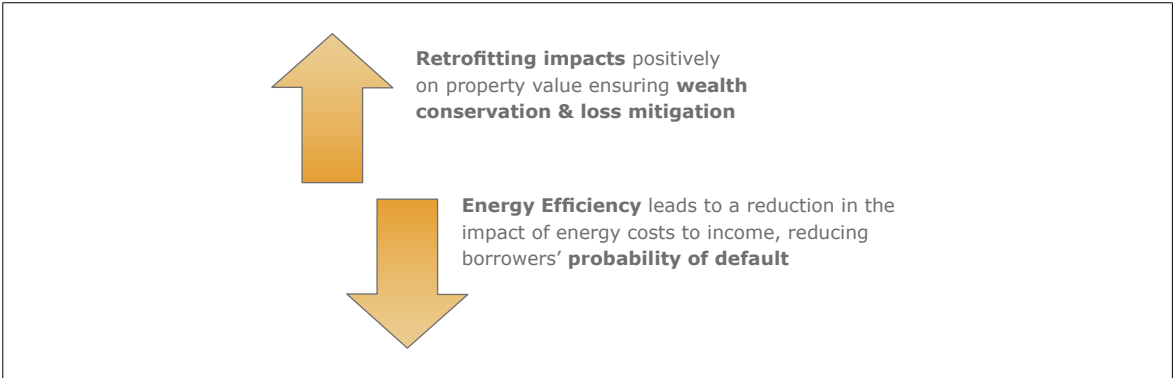 Retrofitting impacts positively
on property value ensuring wealth
conservation & loss mitigation
Energy Efficiency leads to a reduction in the
impact of energy costs to income, reducing
borrowers’ probability of default